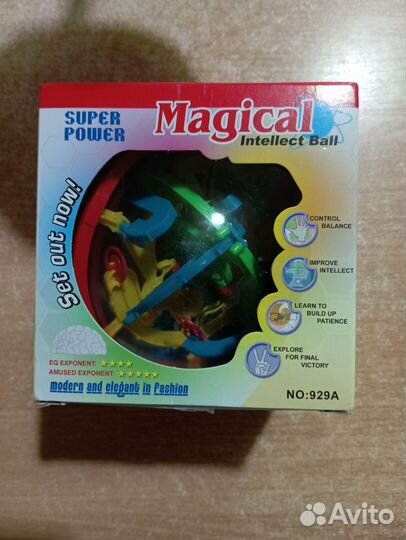 SUPER
POWER
Magical
Intellect Ball
Get out now!
CONTROL
BALANCE
IMPROVE
INTELLECT
LEARN TO
BUILD UP
PATIENCE
EXPLORE
FOR FINAL
VICTORY
EQ EXPONENT: ★★★★
AMUSED EXPONENT: ★★★★★
modern and elegant in fashion
NO:929A
Avito